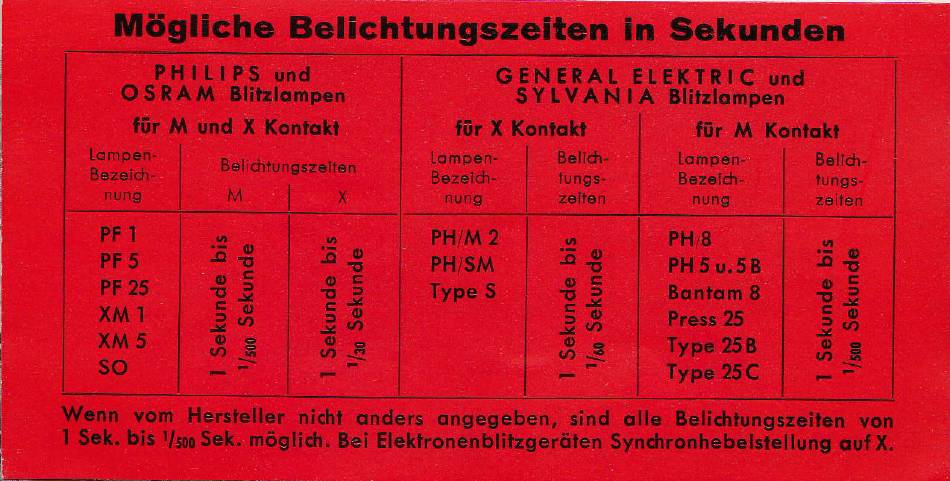 Mögliche Belichtungszeiten in Sekunden
PHILIPS und
OSRAM Blitzlampen
für M und X Kontakt
Lampen-
Bezeich-
nung
Belichtungszeiten
M
X
PF 1
PF 5
PF 25
XM 1
XM 5
SO
1 Sekunde bis
1/500 Sekunde
1 Sekunde bis
1/30 Sekunde
GENERAL ELEKTRIC und
SYLVANIA Blitzlampen
für X Kontakt
Lampen-
Bezeich-
nung
Belich-
tungs-
zeiten
PH/M 2
PH/SM
Type S
1 Sekunde bis
1/60 Sekunde
für M Kontakt
Lampen-
Bezeich-
nung
Belich-
tungs-
zeiten
PH/8
PH 5 u. 5 B
Bantam 8
Press 25
Type 25 B
Type 25 C
1 Sekunde bis
1/500 Sekunde
Wenn vom Hersteller nicht anders angegeben, sind alle Belichtungszeiten von
1 Sek. bis 1/500 Sek. möglich. Bei Elektronenblitzgeräten Synchronhebelstellung auf X.